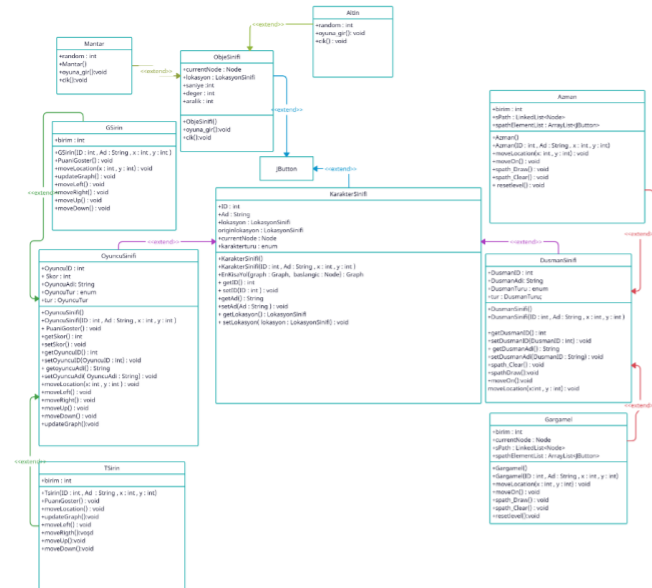 Altin
+random : int
+oyuna_gir(): void
+cik() : void
<<extend>>
Mantar
+random : int
+Mantar()
+oyuna_gir():void
+cik():void
<<extend>>
ObjeSinifi
+currentNode : Node
+lokasyon : LokasyonSinifi
+saniye :int
+deger : int
+aralik : int
+ObjeSinifi()
+oyuna_gir():void
+cik():void
<<extend>>
JButton
<<extend>>
Azman
+birim : int
+sPath : LinkedList<Node>
+spathElementList : ArrayList<JButton>
+Azman()
+Azman(ID : int , Ad : String , x : int , y : int)
+moveLocation(x: int , y : int) : void
+moveOn() : void
+spath_Draw() : void
+spath_Clear() : void
+ resetlevel() : void
<<extend>>
GSirin
+birim : int
+GSirin(ID : int , Ad : String , x : int , y : int )
+PuaniGoster() : void
+moveLocation(x : int , y : int) : void
+updateGraph() : void
+moveLeft() : void
+moveRight() : void
+moveUp() : void
+moveDown() : void
<<extend>>
KarakterSinifi
+ID : int
+Ad : String
+lokasyon : LokasyonSinifi
originlokasyon : LokasyonSinifi
+currentNode : Node
+karakterturu : enum
+KarakterSinifi()
+KarakterSinifi(ID : int , Ad : String , x : int , y : int )
+EnKisaYol(graph : Graph, baslangic : Node) : Graph
+ getID() : int
+ setID(ID : int ) : void
+getAd() : String
+setAd(Ad : String ) : void
+ getLokasyon() : LokasyonSinifi
+ setLokasyon( lokasyon : LokasyonSinifi) : void
<<extend>>
<<extend>>
OyuncuSinifi
+OyuncuID : int
+ Skor : int
+OyuncuAdi: String
+OyuncuTur : enum
+tur : OyuncuTur
+OyuncuSinifi()
+OyuncuSinifi(ID : int , Ad : String , x : int , y : int )
+ PuaniGoster() : void
+getSkor() : int
+setSkor() : void
+getOyuncuID() : int
+setOyuncuID(OyuncuID : int) : void
+ getoyuncuAdi() : String
+setOyuncuAdi( OyuncuAdi : String) : void
+moveLocation(x: int , y : int ) : void
+moveLeft() : void
+moveRight() : void
+moveUp() : void
+moveDown() : void
+updateGraph():void
DusmanSinifi
+DusmanID : int
+DusmanAdi: String
+DusmanTuru : enum
+tur : DusmanTuru;
+DusmanSinifi()
+DusmanSinifi(ID : int , Ad : String , x : int , y : int )
+getDusmanID() : int
+setDusmanID(DusmanID : int) : void
+ getDusmanAdi() : String
+setDusmanAdi(DusmanID : String) : void
+spath_Clear() : void
+spathDraw():void
+moveOn():void
moveLocation(x:int , y:int) : void
<<extend>>
Gargamel
+birim : int
+currentNode : Node
+sPath : LinkedList<Node>
+spathElementList : ArrayList<JButton>
+Gargamel()
+Gargamel(ID : int , Ad : String , x : int , y : int)
+moveLocation(x : int , y : int) : void
+moveOn() : void
+spath_Draw() : void
+spath_Clear() : void
+resetlevel():void
<<extend>>
TSirin
+birim : int
+Tsirin(ID : int , Ad : String , x : int , y : int)
+PuaniGoster() : void
+moveLocation() : void
+updateGraph():void
+moveLeft() : void
+moveRigth():void
+moveUp():void
+moveDown():void